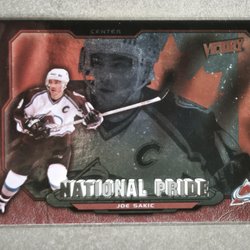 CENTER
VICTORY
C
NATIONAL PRIDE
JOE SAKIC